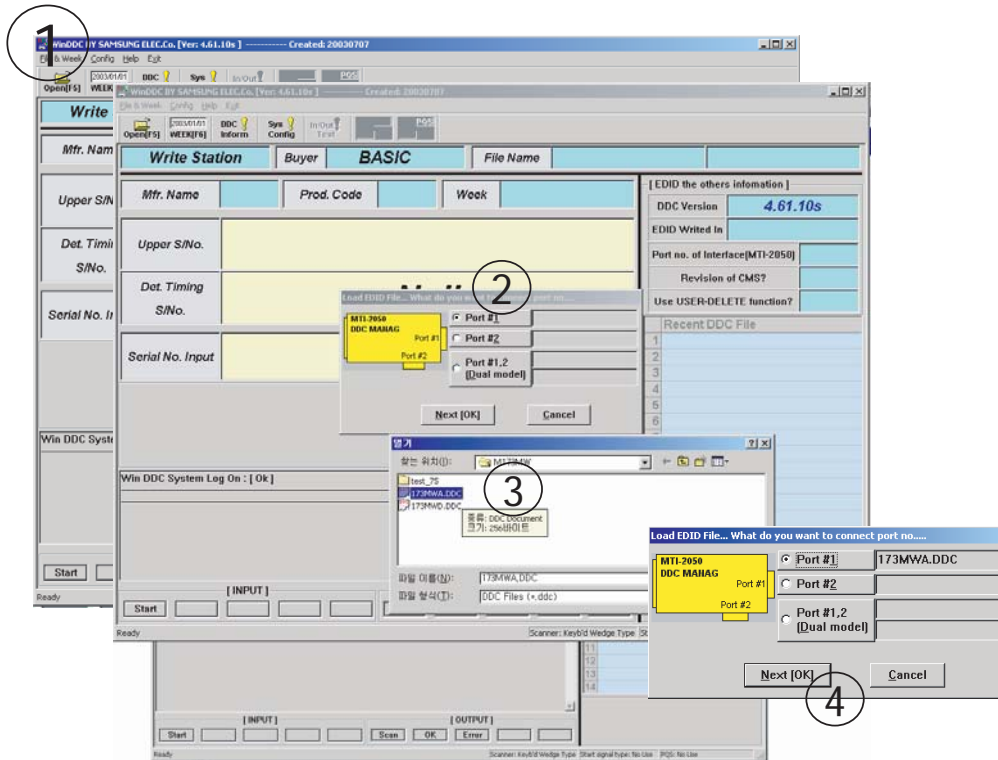 1
WinDDC BY SAMSUNG ELEC.Co. [Ver: 4.61.10s ] ----------- Created: 20030707
File & Week Config Help Exit
Open[F5]
2003/01/01
DDC
Sys
In/Out
POS
Write
Mfr. Nam
Upper S/N
Det. Timin
S/No.
Serial No. In
Win DDC Syste
Start
Ready
WinDDC BY SAMSUNG ELEC.Co. [Ver: 4.61.10s ] ----------- Created: 20030707
File & Week Config Help Exit
Open[F5]
2003/01/01
WEEK[F6]
DDC
Inform
Sys
Config
In/Out
Test
POS
Write Station
Buyer
BASIC
File Name
Mfr. Name
Prod. Code
Week
Upper S/No.
Det. Timing
S/No.
Serial No. Input
[ EDID the others infomation ]
DDC Version
4.61.10s
EDID Writed In
Port no. of Interface[MTI-2050]
Revision of CMS?
Use USER-DELETE function?
Recent DDC File
1
2
3
4
5
6
Win DDC System Log On : [ Ok ]
[ INPUT ]
Start
Ready
Scanner: Keyb'd Wedge Type
2
Load EDID File... What do you want to connect port no.....
MTI-2050
DDC MANAG
Port #1
Port #2
Port #1
Port #2
Port #1,2
(Dual model)
Next [OK]
Cancel
열기
찾는 위치(I):
M173MW
3
test_75
173MWA.DDC
173MWD.DDC
종류: DDC Document
크기: 256바이트
파일 이름(N):
173MWA.DDC
파일 형식(T):
DDC Files (*.ddc)
Load EDID File... What do you want to connect port no.....
MTI-2050
DDC MANAG
Port #1
Port #2
Port #1
173MWA.DDC
Port #2
Port #1,2
(Dual model)
Next [OK]
Cancel
4
11
12
13
14
[ INPUT ]
[ OUTPUT ]
Start
Scan
OK
Error
Ready
Scanner: Keyb'd Wedge Type
Start signal type: No Use
POS: No Use